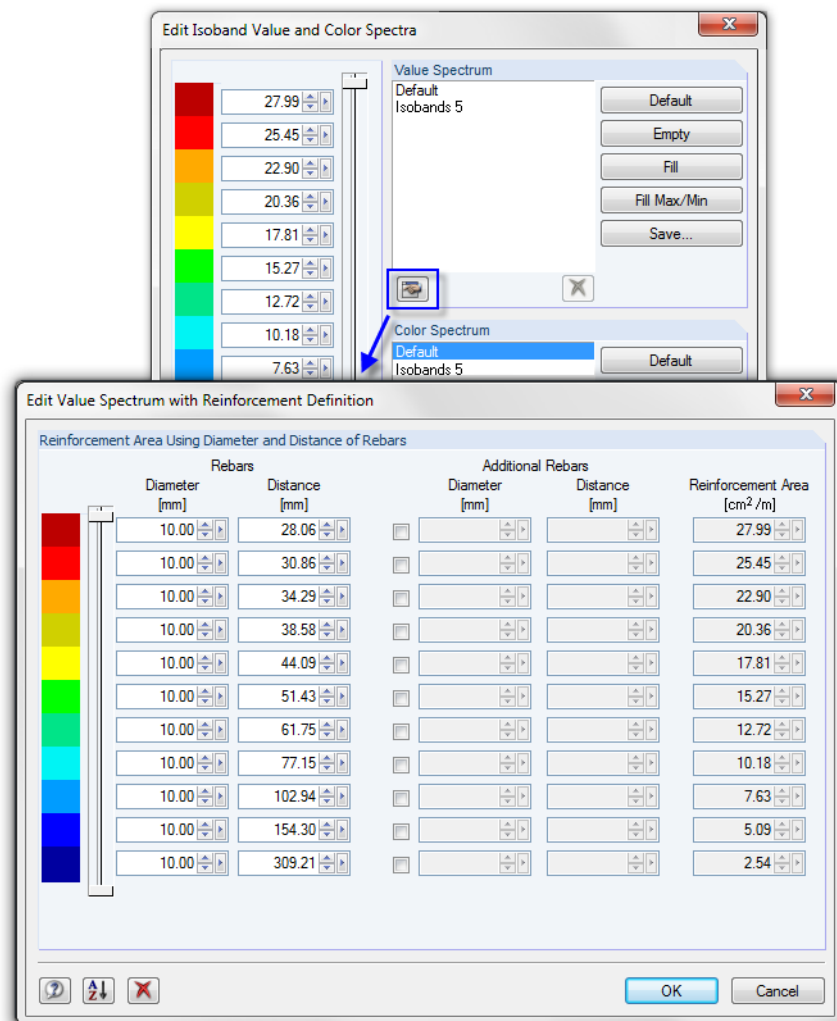 Edit Isoband Value and Color Spectra
Value Spectrum
27.99
25.45
22.90
20.36
17.81
15.27
12.72
10.18
7.63
Default
Isobands 5
Default
Empty
Fill
Fill Max/Min
Save...
Color Spectrum
Default
Isobands 5
Default
Edit Value Spectrum with Reinforcement Definition
Reinforcement Area Using Diameter and Distance of Rebars
Rebars Additional Rebars
Diameter Distance Diameter Distance Reinforcement Area
[mm] [mm] [mm] [mm] [cm²/m]
10.00 28.06 27.99
10.00 30.86 25.45
10.00 34.29 22.90
10.00 38.58 20.36
10.00 44.09 17.81
10.00 51.43 15.27
10.00 61.75 12.72
10.00 77.15 10.18
10.00 102.94 7.63
10.00 154.30 5.09
10.00 309.21 2.54
A
Z
OK Cancel